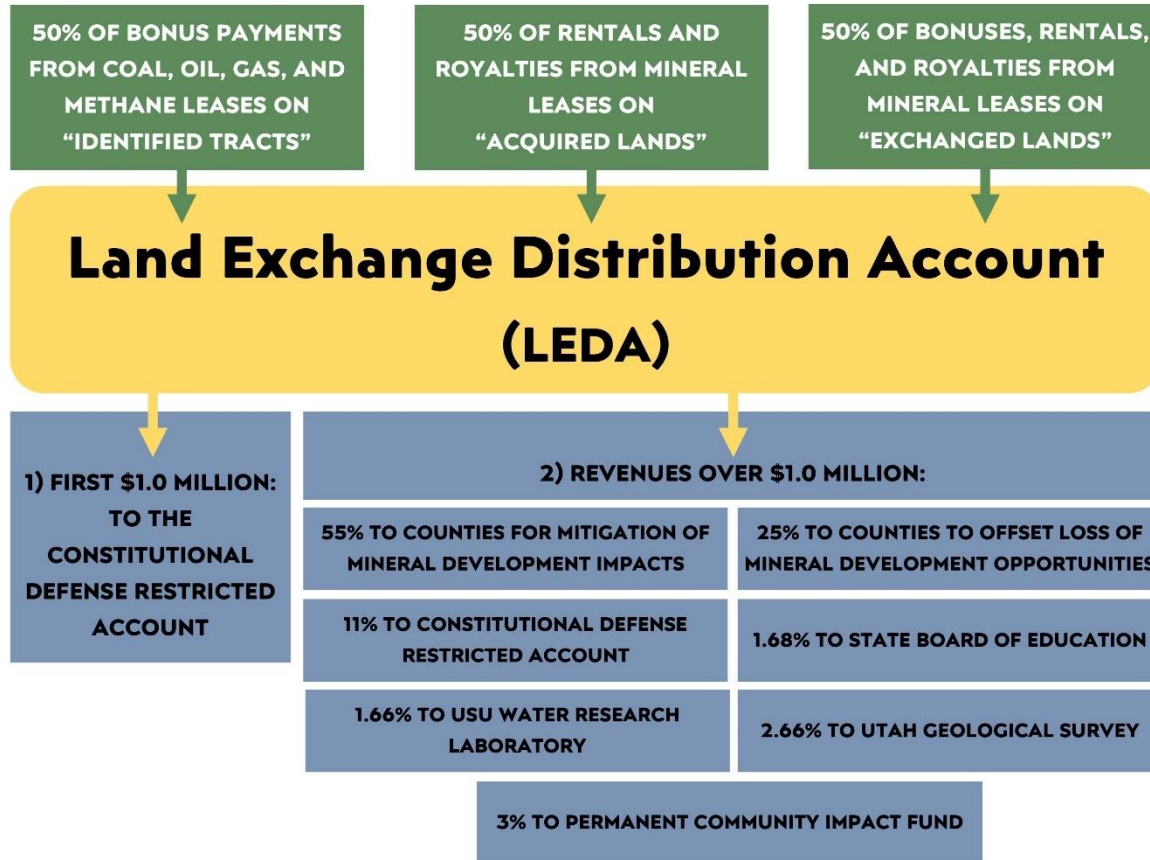 50% OF BONUS PAYMENTS
FROM COAL, OIL, GAS, AND
METHANE LEASES ON
“IDENTIFIED TRACTS”
50% OF RENTALS AND
ROYALTIES FROM MINERAL
LEASES ON
“ACQUIRED LANDS”
50% OF BONUSES, RENTALS,
AND ROYALTIES FROM
MINERAL LEASES ON
“EXCHANGED LANDS”
Land Exchange Distribution Account
(LEDA)
1) FIRST $1.0 MILLION:
TO THE
CONSTITUTIONAL
DEFENSE RESTRICTED
ACCOUNT
2) REVENUES OVER $1.0 MILLION:
55% TO COUNTIES FOR MITIGATION OF
MINERAL DEVELOPMENT IMPACTS
25% TO COUNTIES TO OFFSET LOSS OF
MINERAL DEVELOPMENT OPPORTUNITIES
11% TO CONSTITUTIONAL DEFENSE
RESTRICTED ACCOUNT
1.68% TO STATE BOARD OF EDUCATION
1.66% TO USU WATER RESEARCH
LABORATORY
2.66% TO UTAH GEOLOGICAL SURVEY
3% TO PERMANENT COMMUNITY IMPACT FUND